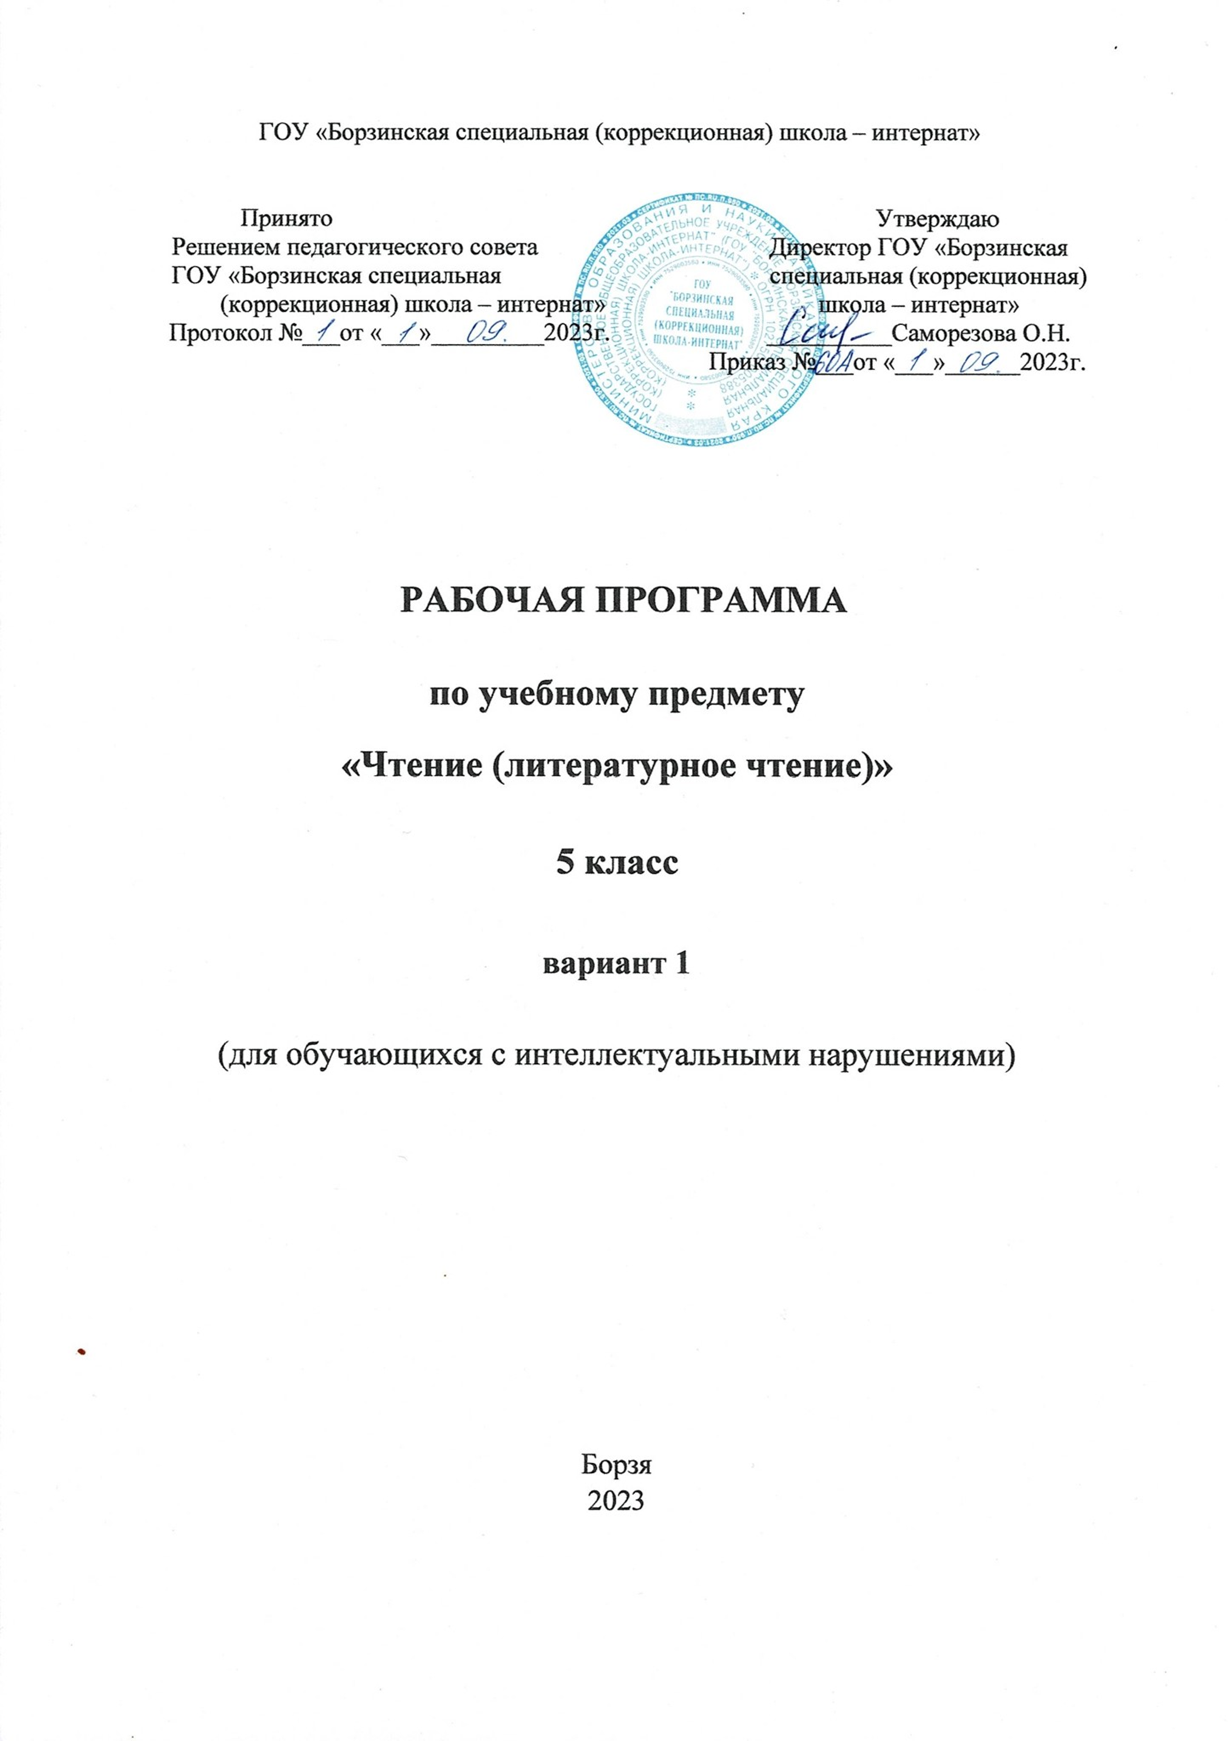 ГОУ «Борзинская специальная (коррекционная) школа – интернат»
Принято
Решением педагогического совета
ГОУ «Борзинская специальная
(коррекционная) школа – интернат»
Протокол № 1 от « 1 » 09. 2023г.
Утверждаю
Директор ГОУ «Борзинская
специальная (коррекционная)
школа – интернат»
Саморезова О.Н.
Приказ №60А от « 1 » 09. 2023г.
ГОУ
"БОРЗИНСКАЯ
СПЕЦИАЛЬНАЯ
(КОРРЕКЦИОННАЯ)
ШКОЛА-ИНТЕРНАТ"
РАБОЧАЯ ПРОГРАММА
по учебному предмету
«Чтение (литературное чтение)»
5 класс
вариант 1
(для обучающихся с интеллектуальными нарушениями)
Борзя
2023